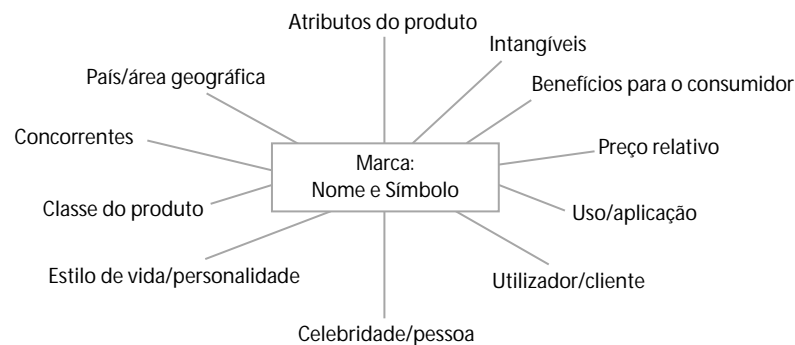 Atributos do produto
Intangíveis
País/área geográfica
Benefícios para o consumidor
Concorrentes
Preço relativo
Marca:
Nome e Símbolo
Classe do produto
Uso/aplicação
Estilo de vida/personalidade
Utilizador/cliente
Celebridade/pessoa